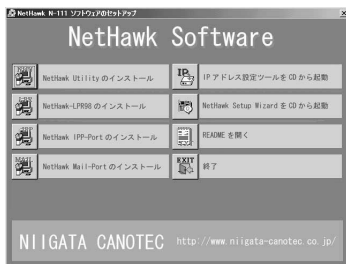 NetHawk N-111 ソフトウェアのセットアップ
NetHawk Software
NetHawk Utility のインストール
NetHawk-LPR98 のインストール
NetHawk IPP-Port のインストール
NetHawk Mail-Port のインストール
IP アドレス設定ツールを CD から起動
NetHawk Setup Wizard を CD から起動
README を開く
EXIT
終了
NIIGATA CANOTEC http://www.niigata-canotec.co.jp/